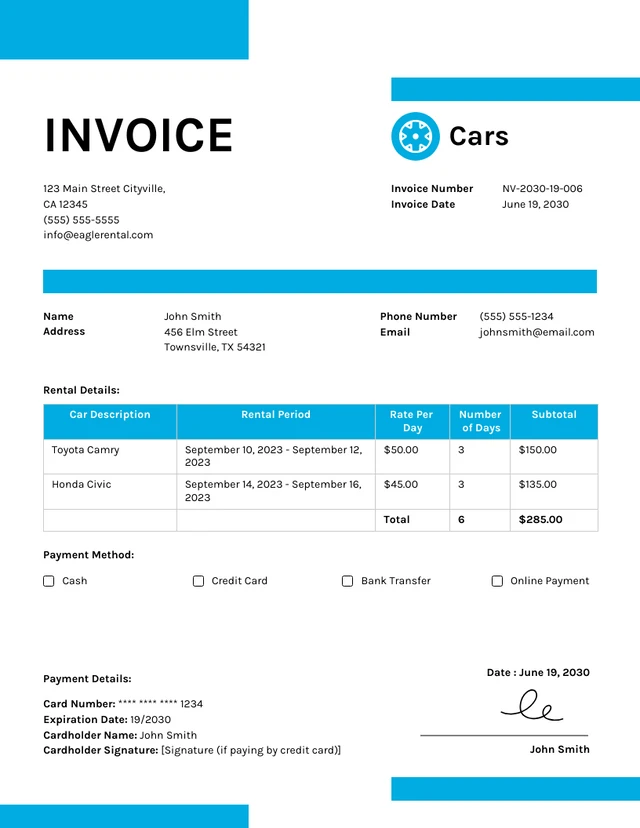 INVOICE
Cars
123 Main Street Cityville,
CA 12345
(555) 555-5555
info@eaglerental.com
Invoice Number NV-2030-19-006
Invoice Date June 19, 2030
Name John Smith
Address 456 Elm Street
Townsville, TX 54321
Phone Number (555) 555-1234
Email johnsmith@email.com
Rental Details:
Car Description Rental Period Rate Per Day Number of Days Subtotal
Toyota Camry September 10, 2023 - September 12, 2023 $50.00 3 $150.00
Honda Civic September 14, 2023 - September 16, 2023 $45.00 3 $135.00
Total 6 $285.00
Payment Method:
Cash Credit Card Bank Transfer Online Payment
Payment Details:
Card Number: **** **** **** 1234
Expiration Date: 19/2030
Cardholder Name: John Smith
Cardholder Signature: [Signature (if paying by credit card)]
Date : June 19, 2030
John Smith